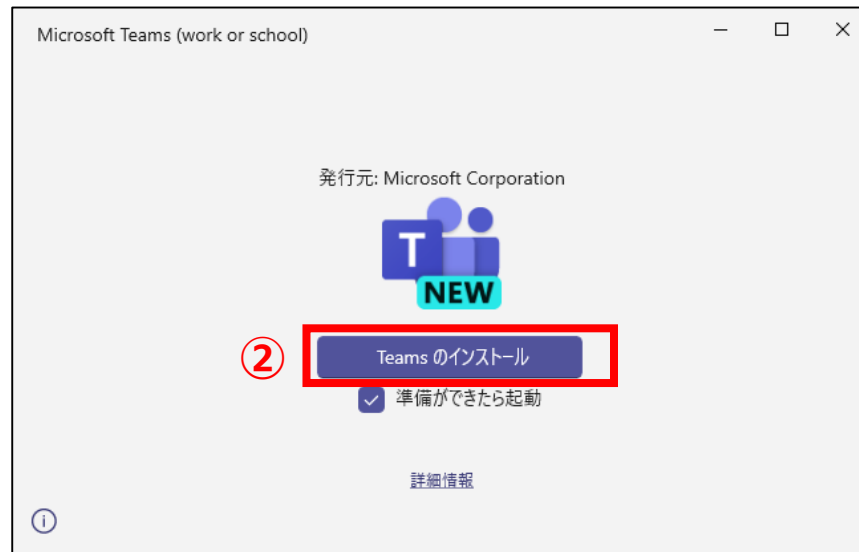 Microsoft Teams (work or school)
発行元: Microsoft Corporation
T
NEW
② Teams のインストール
準備ができたら起動
詳細情報